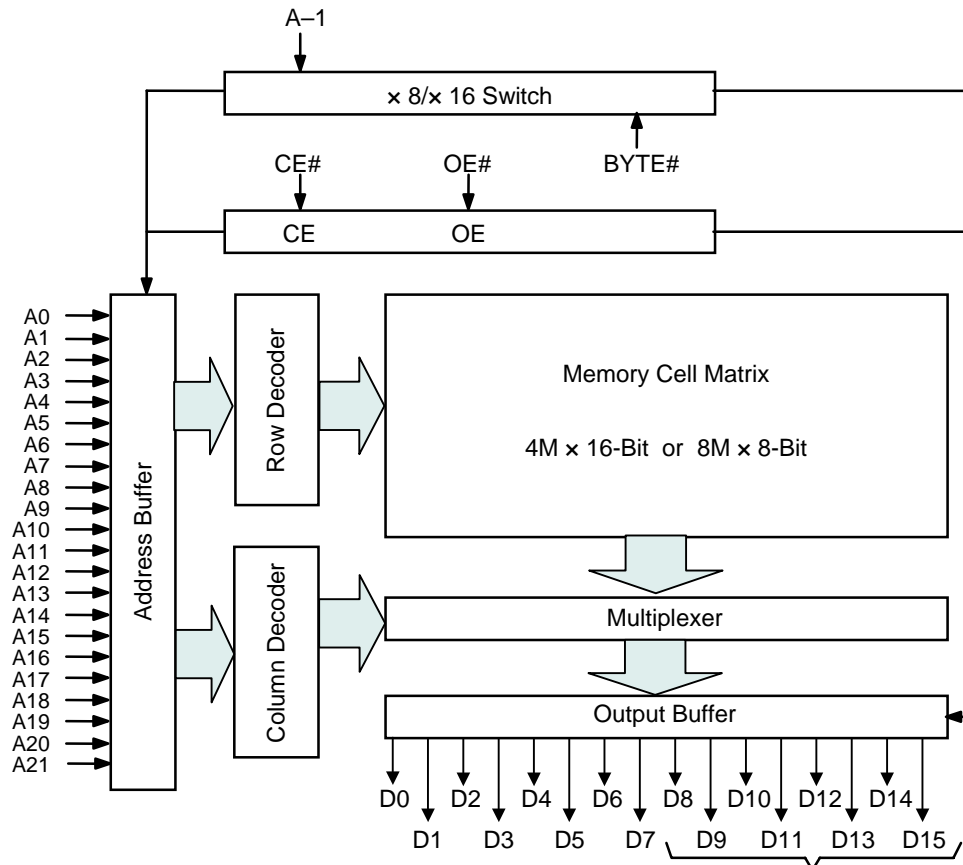 A–1
× 8/× 16 Switch
CE#
OE#
BYTE#
CE
OE
A0
A1
A2
A3
A4
A5
A6
A7
A8
A9
A10
A11
A12
A13
A14
A15
A16
A17
A18
A19
A20
A21
Address Buffer
Row Decoder
Column Decoder
Memory Cell Matrix
4M × 16-Bit or 8M × 8-Bit
Multiplexer
Output Buffer
D0 D2 D4 D6 D8 D10 D12 D14
D1 D3 D5 D7 D9 D11 D13 D15